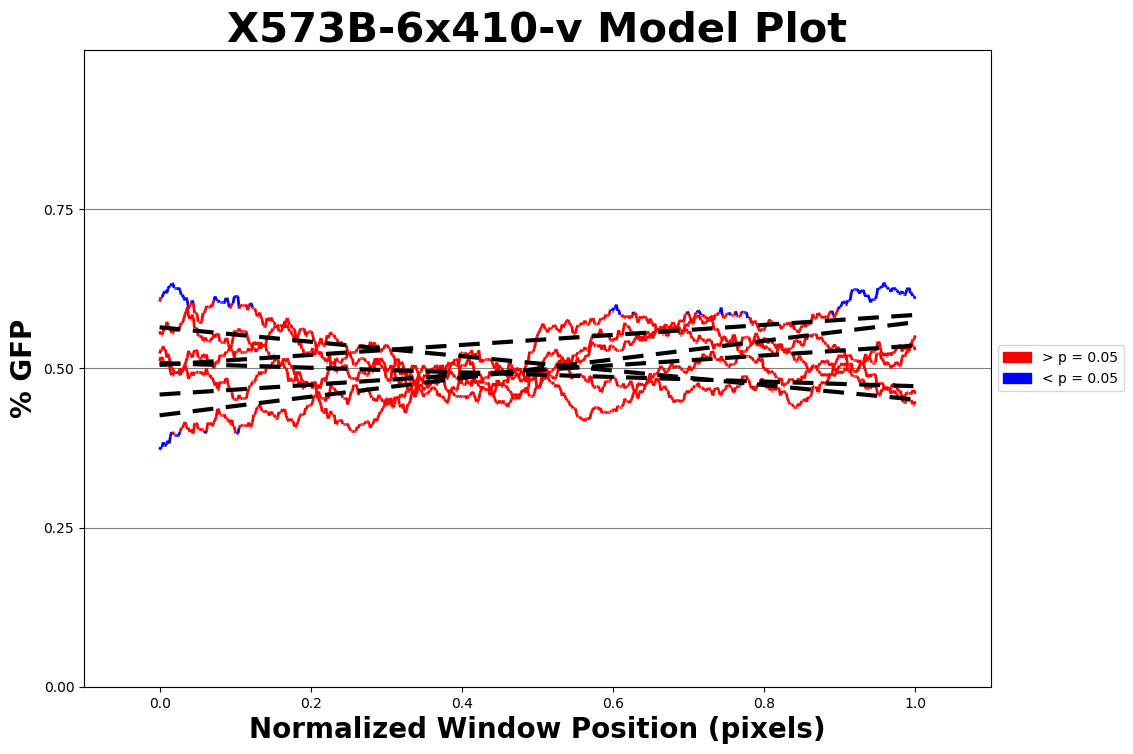 X573B-6x410-v Model Plot
% GFP
0.75
0.50
0.25
0.00
0.0 0.2 0.4 0.6 0.8 1.0
Normalized Window Position (pixels)
> p = 0.05
< p = 0.05